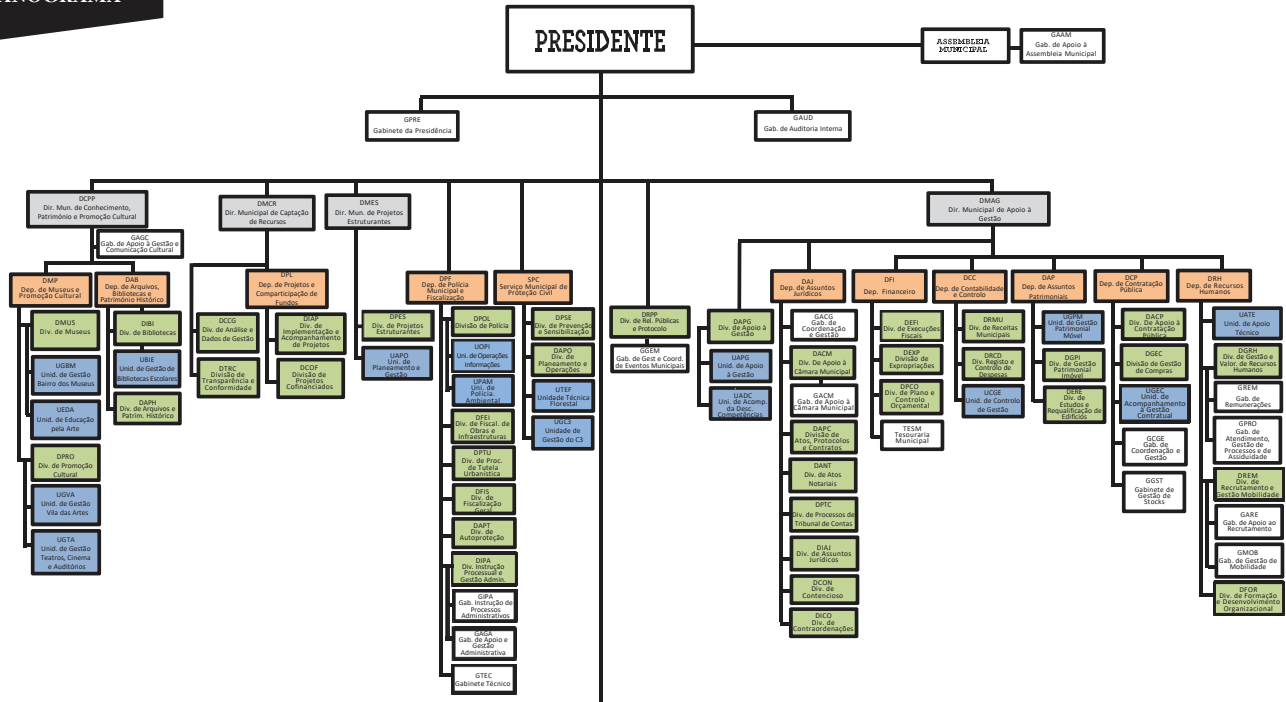 PRESIDENTE
ASSEMBLEIA
MUNICIPAL
GAAM
Gab. de Apoio à
Assembleia Municipal
GPRE
Gabinete da Presidência
GAUD
Gab. de Auditoria Interna
DCPP
Dir. Mun. de Conhecimento,
Património e Promoção Cultural
DMCR
Dir. Municipal de Captação
de Recursos
DMES
Dir. Mun. de Projetos
Estruturantes
DMAG
Dir. Municipal de Apoio à
Gestão
GAGC
Gab. de Apoio à Gestão e
Comunicação Cultural
DMP
Dep. de Museus e
Promoção Cultural
DMUS
Div. de Museus
UGBM
Unid. de Gestão
Bairro dos Museus
UEDA
Unid. de Educação
pela Arte
DPRO
Div. de Promoção
Cultural
UGVA
Unid. de Gestão
Vila das Artes
UGTA
Unid. de Gestão
Teatros, Cinema
e Auditórios
DAB
Dep. de Arquivos,
Bibliotecas e
Património Histórico
DIBI
Div. de Bibliotecas
UBIE
Unid. de Gestão de
Bibliotecas Escolares
DAPH
Div. de Arquivos e
Patrim. Histórico
DCCG
Div. de Análise e
Dados de Gestão
DTRC
Divisão de
Transparência e
Conformidade
DPL
Dep. de Projetos e
Comparticipação de
Fundos
DIAP
Div. de
Implementação e
Acompanhamento
de Projetos
DCOF
Divisão de
Projetos
Cofinanciados
DPES
Div. de Projetos
Estruturantes
UAPO
Uni. de
Planeamento e
Gestão
DPF
Dep. de Polícia
Municipal e
Fiscalização
DPOL
Divisão de Polícia
UOPI
Uni. de Operações
Informações
UPAM
Uni. de
Polícia.
Ambiental
DFEI
Div. de Fiscal. de
Obras e
Infraestruturas
DPTU
Div. de Proc.
de Tutela
Urbanística
DFIS
Div. de
Fiscalização
Geral
DAPT
Div. de
Autoproteção
DIPA
Div. Instrução
Processual e
Gestão Admin.
GIPA
Gab. Instrução de
Processos
Administrativos
GAGA
Gab. de Apoio e
Gestão
Administrativa
GTEC
Gabinete Técnico
SPC
Serviço Municipal de
Proteção Civil
DPSE
Div. de Prevenção
e Sensibilização
DAPO
Div. de
Planeamento e
Operações
UTEF
Unidade Técnica
Florestal
UGC3
Unidade de
Gestão do C3
DRPP
Div. de Rel. Públicas
e Protocolo
GGEM
Gab. de Gest e Coord.
de Eventos Municipais
DAPG
Div. de Apoio à
Gestão
UAPG
Unid. de Apoio
à Gestão
UADC
Uni. de Acomp.
da Desc.
Competências
DAJ
Dep. de Assuntos
Jurídicos
GACG
Gab. de
Coordenação
e Gestão
DACM
Div. De Apoio à
Câmara Municipal
GACM
Gab. de Apoio à
Câmara Municipal
DAPC
Divisão de
Atos, Protocolos
e Contratos
DANT
Div. de Atos
Notariais
DPTC
Div. de Processos de
Tribunal de Contas
DIAJ
Div. de Assuntos
Jurídicos
DCON
Div. de
Contencioso
DICO
Div. de
Contraordenações
DFI
Dep. Financeiro
DEFI
Div. de Execuções
Fiscais
DEXP
Divisão de
Expropriações
DPCO
Div. de Plano e
Controlo
Orçamental
TESM
Tesouraria
Municipal
DCC
Dep. de Contabilidade
e Controlo
DRMU
Div. de Receitas
Municipais
DRCD
Div. Registo e
Controlo de
Despesas
UCGE
Unid. de Controlo
de Gestão
DAP
Dep. de Assuntos
Patrimoniais
UGPM
Unid. de Gestão
Patrimonial
Móvel
DGPI
Div. de Gestão
Patrimonial
Imóvel
DERE
Div. de
Estudos e
Requalificação de
Edifícios
DCP
Dep. de Contratação
Pública
DACP
Div. De Apoio à
Contratação
Pública
DGEC
Divisão de Gestão
de Compras
UGEC
Unid. de
Acompanhamento
à Gestão
Contratual
GCGE
Gab. de
Coordenação e
Gestão
GGST
Gabinete de
Gestão de
Stocks
DRH
Dep. de Recursos
Humanos
UATE
Unid. de Apoio
Técnico
DGRH
Div. de Gestão e
Valor. de Recursos
Humanos
GREM
Gab. de
Remunerações
GPRO
Gab. de
Atendimento,
Gestão de
Processos e de
Assiduidade
DREM
Div. de
Recrutamento e
Gestão Mobilidade
GARE
Gab. de Apoio ao
Recrutamento
GMOB
Gab. de Gestão de
Mobilidade
DFOR
Div. de Formação
e Desenvolvimento
Organizacional